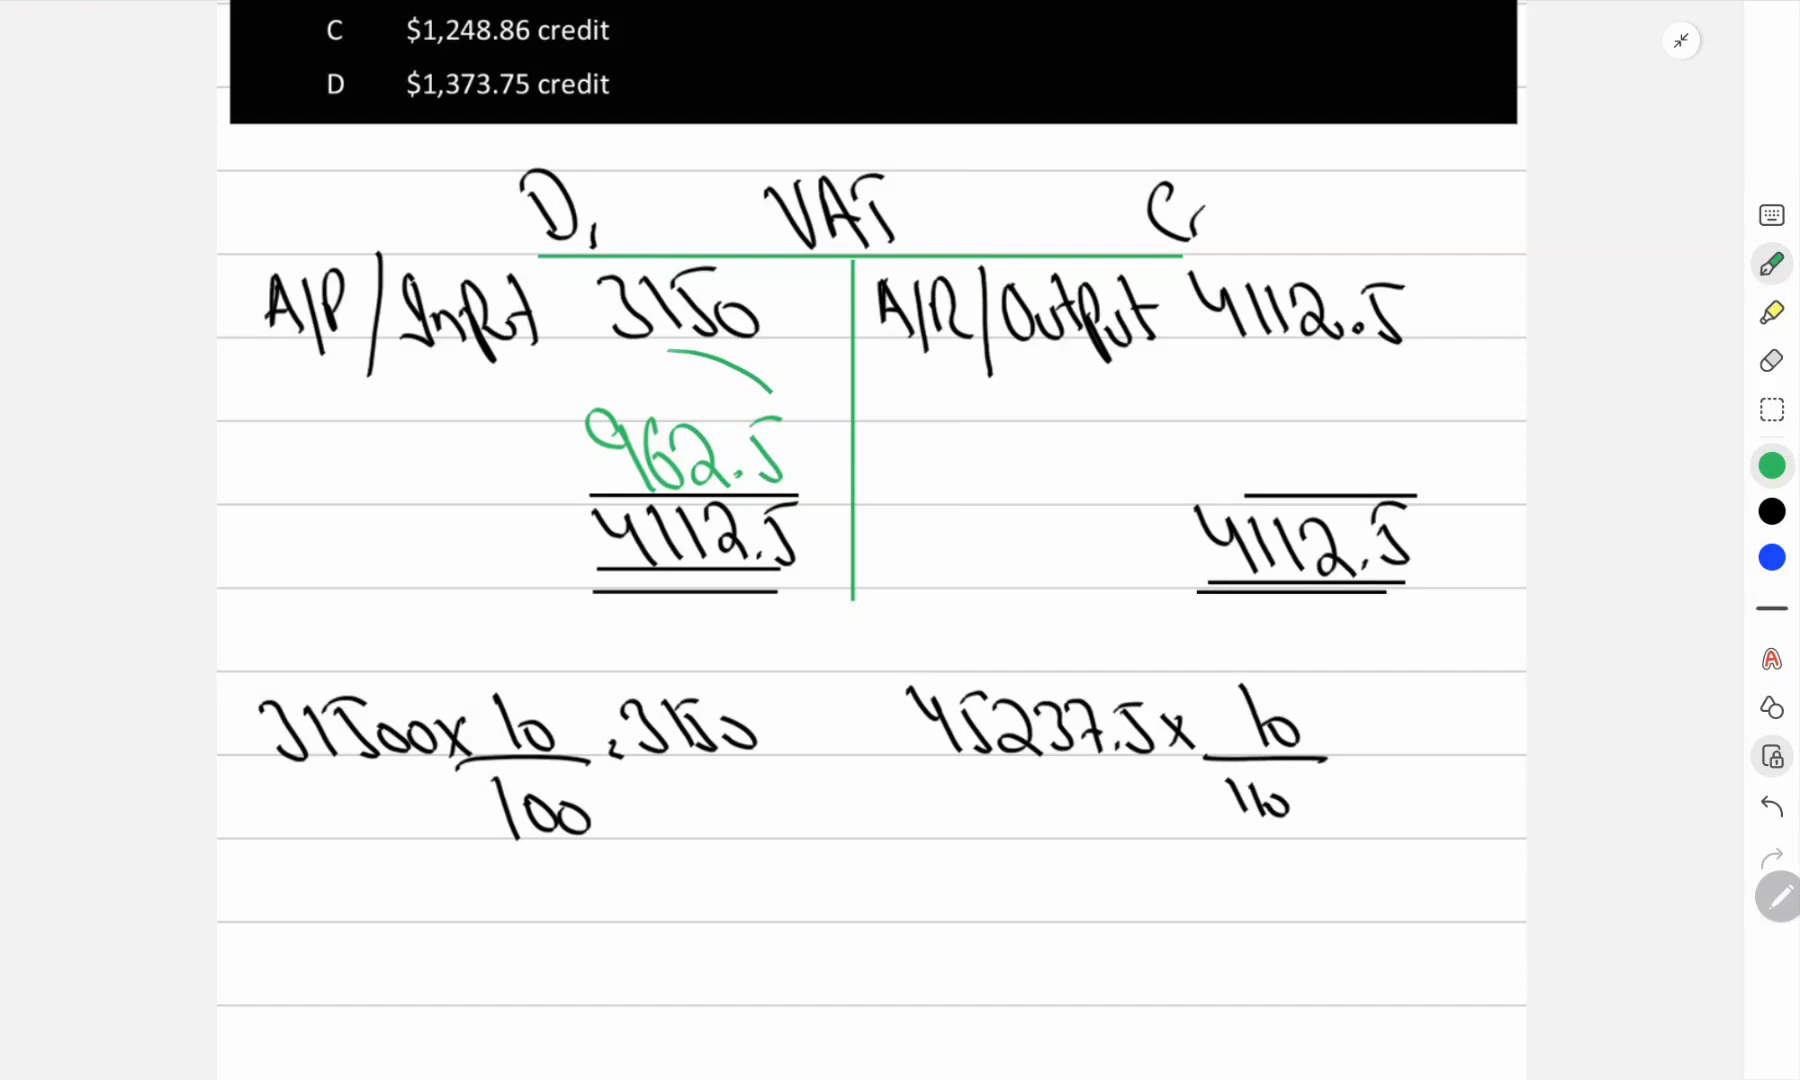 C $1,248.86 credit
D $1,373.75 credit
Dr VAT Cr
A/P/Input 3150 A/R/Output 4112.5
962.5
4112.5 4112.5
31500 x 10 : 3150 45237.5 x 10
100 110